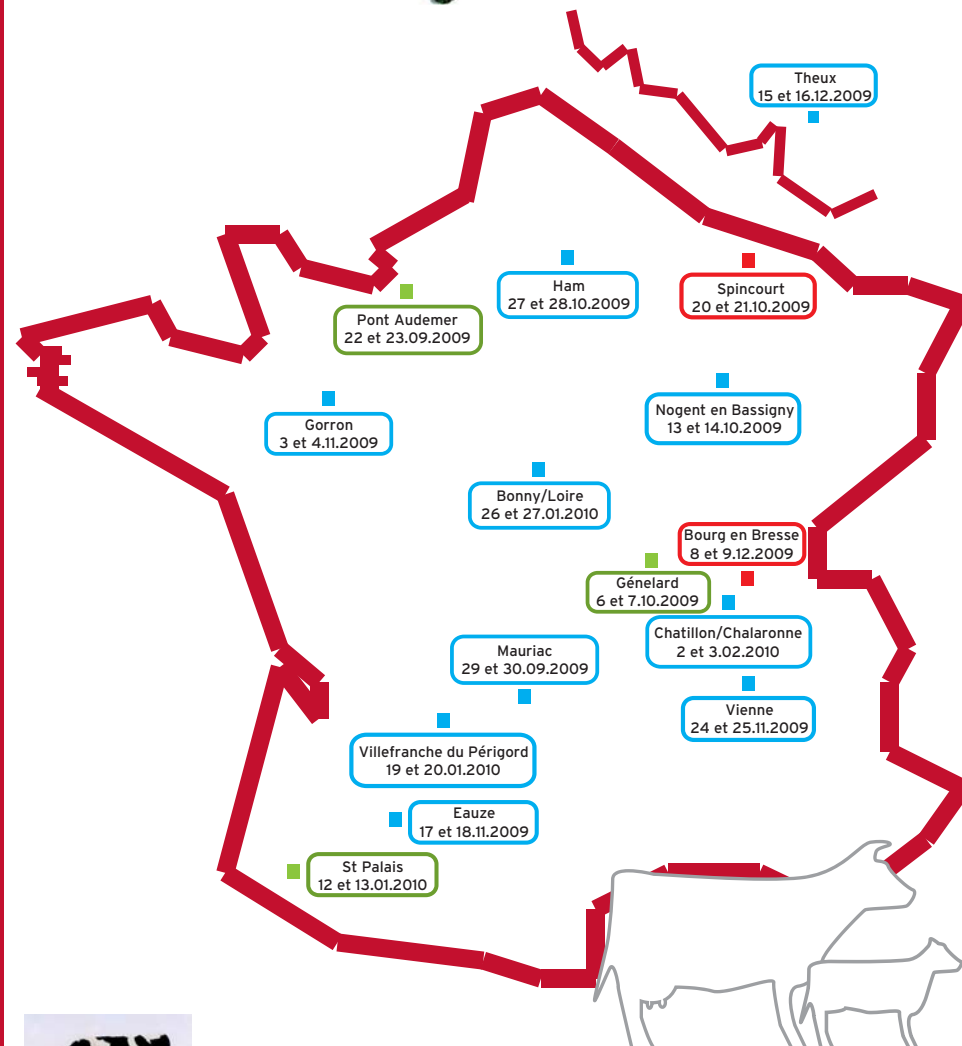 Theux
15 et 16.12.2009
Ham
27 et 28.10.2009
Spincourt
20 et 21.10.2009
Pont Audemer
22 et 23.09.2009
Nogent en Bassigny
13 et 14.10.2009
Gorron
3 et 4.11.2009
Bonny/Loire
26 et 27.01.2010
Bourg en Bresse
8 et 9.12.2009
Génelard
6 et 7.10.2009
Chatillon/Chalaronne
2 et 3.02.2010
Mauriac
29 et 30.09.2009
Vienne
24 et 25.11.2009
Villefranche du Périgord
19 et 20.01.2010
Eauze
17 et 18.11.2009
St Palais
12 et 13.01.2010